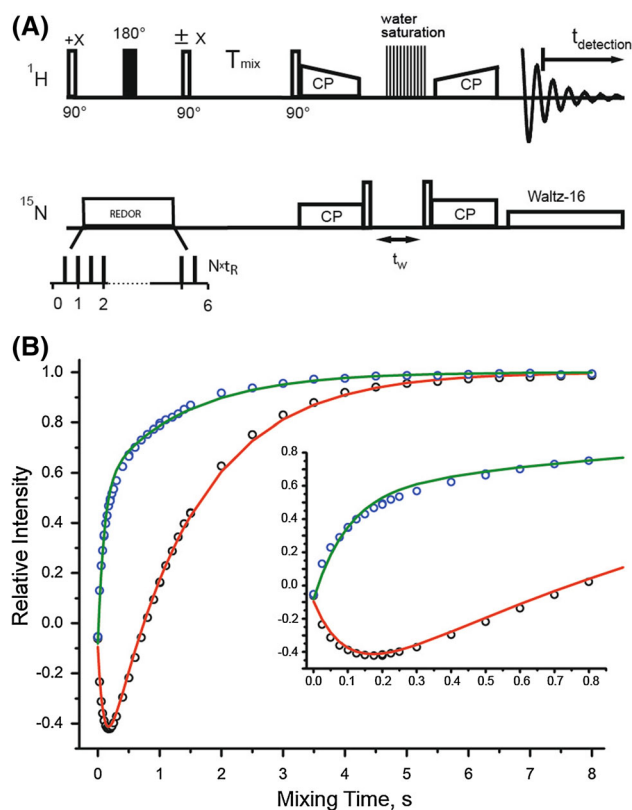 (A)
+X 180° ± X Tmix water saturation tdetection
¹H
CP CP
90° 90° 90°
¹⁵N
REDOR CP CP Waltz-16
tw
NˣtR
0 1 2 6
(B)
1.0
0.8
0.6
0.4
0.2
0.0
-0.2
-0.4
Relative Intensity
0.8
0.6
0.4
0.2
0.0
-0.2
-0.4
0.0 0.1 0.2 0.3 0.4 0.5 0.6 0.7 0.8
0 1 2 3 4 5 6 7 8
Mixing Time, s